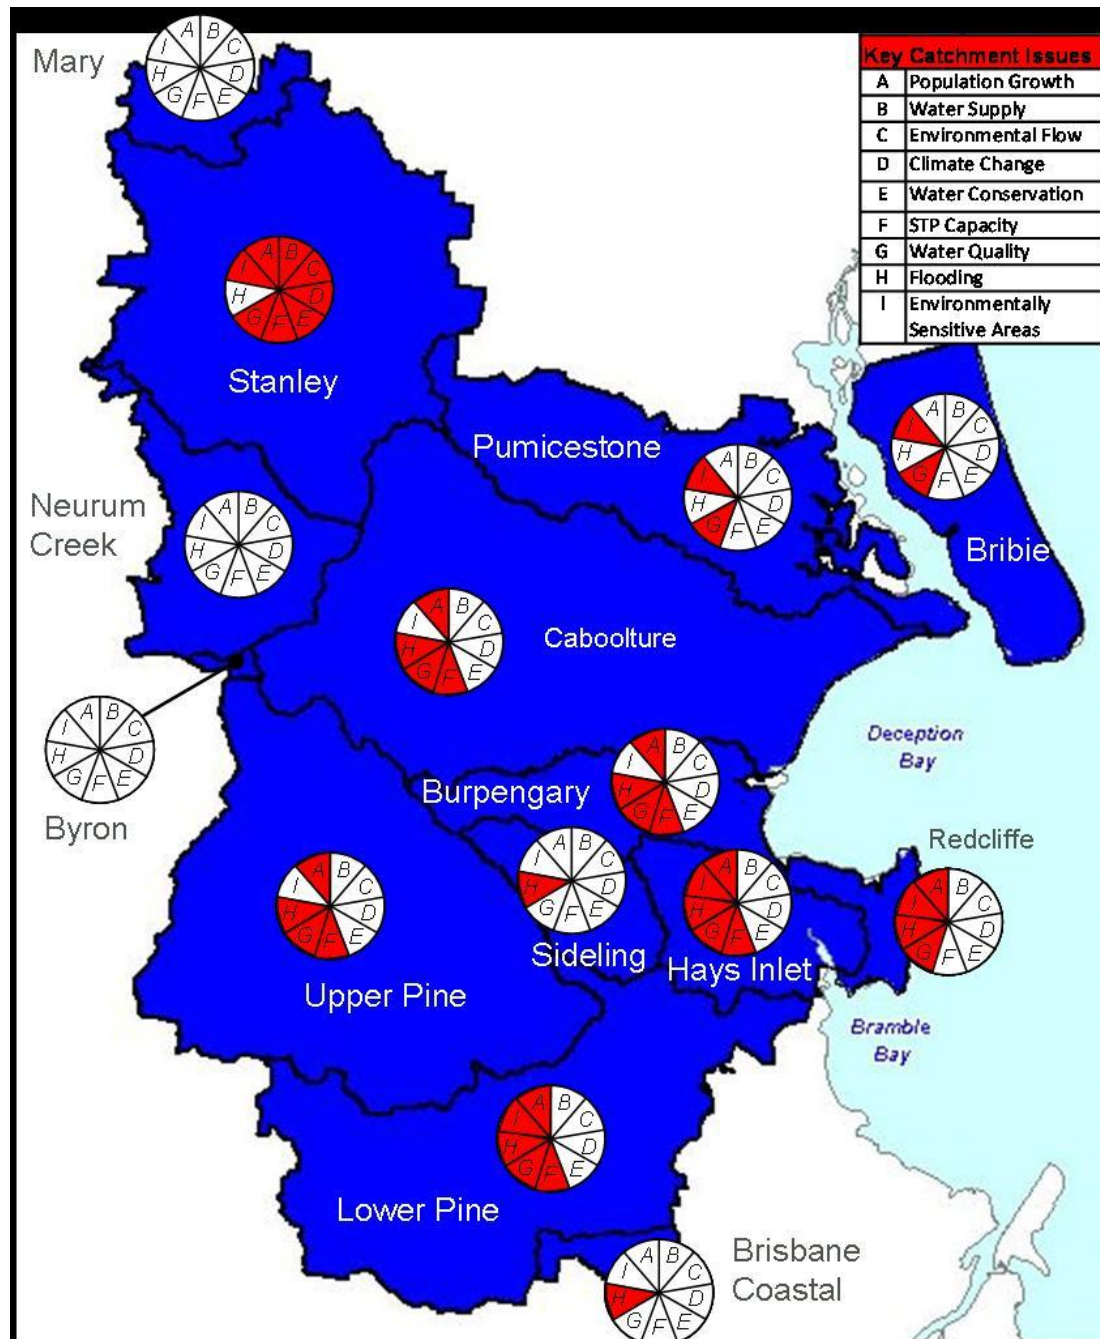 Mary
A B C D E F G H I
Key Catchment Issues
A Population Growth
B Water Supply
C Environmental Flow
D Climate Change
E Water Conservation
F STP Capacity
G Water Quality
H Flooding
I Environmentally
Sensitive Areas
A B C D E F G H I
Stanley
Pumicestone
A B C D E F G H I
A B C D E F G H I
Bribie
Neurum
Creek
A B C D E F G H I
A B C D E F G H I
Caboolture
A B C D E F G H I
Byron
Deception
Bay
Burpengary
A B C D E F G H I
Redcliffe
A B C D E F G H I
A B C D E F G H I
Upper Pine
A B C D E F G H I
Sideling
A B C D E F G H I
Hays Inlet
Bramble
Bay
A B C D E F G H I
Lower Pine
Brisbane
Coastal
A B C D E F G H I